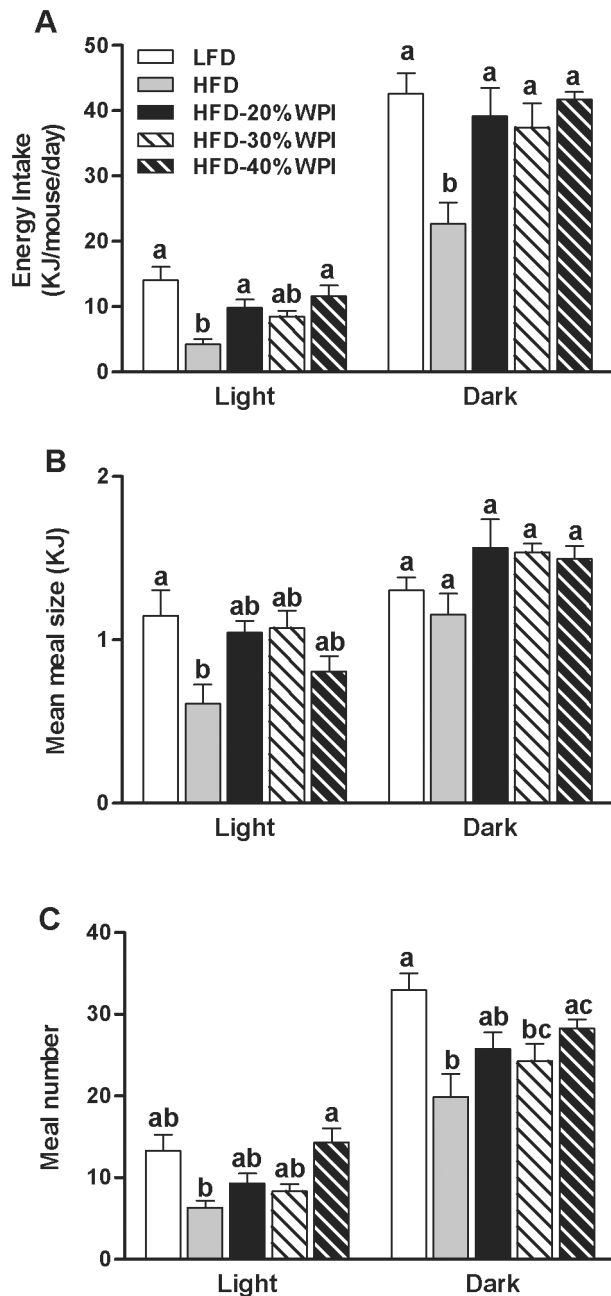 A
Energy Intake
(KJ/mouse/day)
50
40
30
20
10
0
LFD
HFD
HFD-20%WPI
HFD-30%WPI
HFD-40%WPI
a
b
a
ab
a
a
b
a
a
a
Light
Dark
B
Mean meal size (KJ)
2
1
0
a
b
ab
ab
ab
a
a
a
a
a
Light
Dark
C
Meal number
40
30
20
10
0
ab
b
ab
ab
a
a
b
ab
bc
ac
Light
Dark